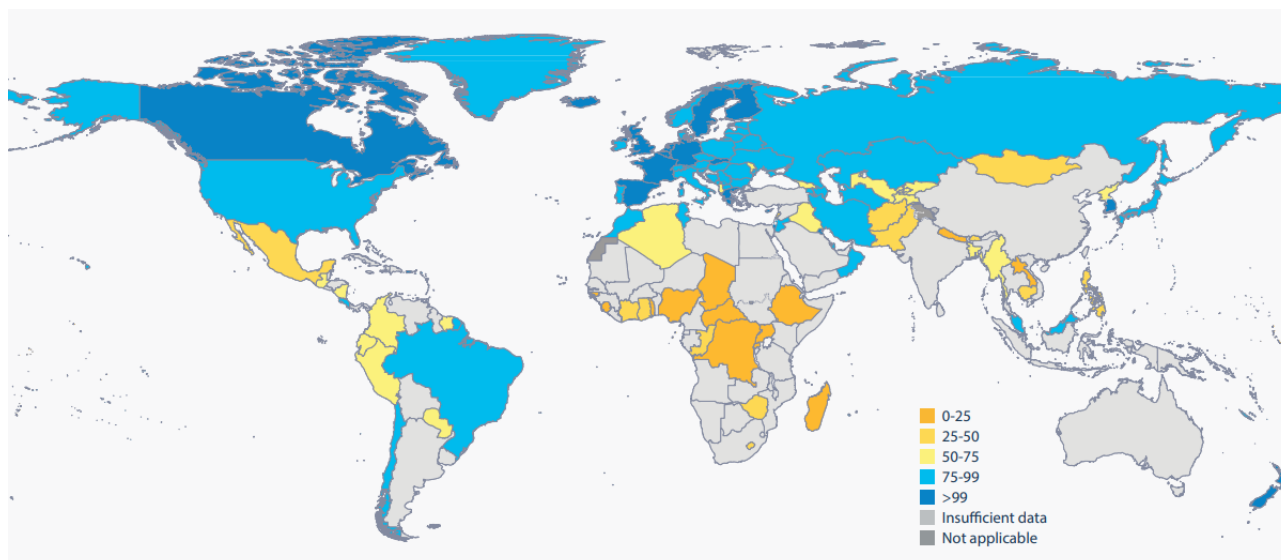 0-25
25-50
50-75
75-99
>99
Insufficient data
Not applicable